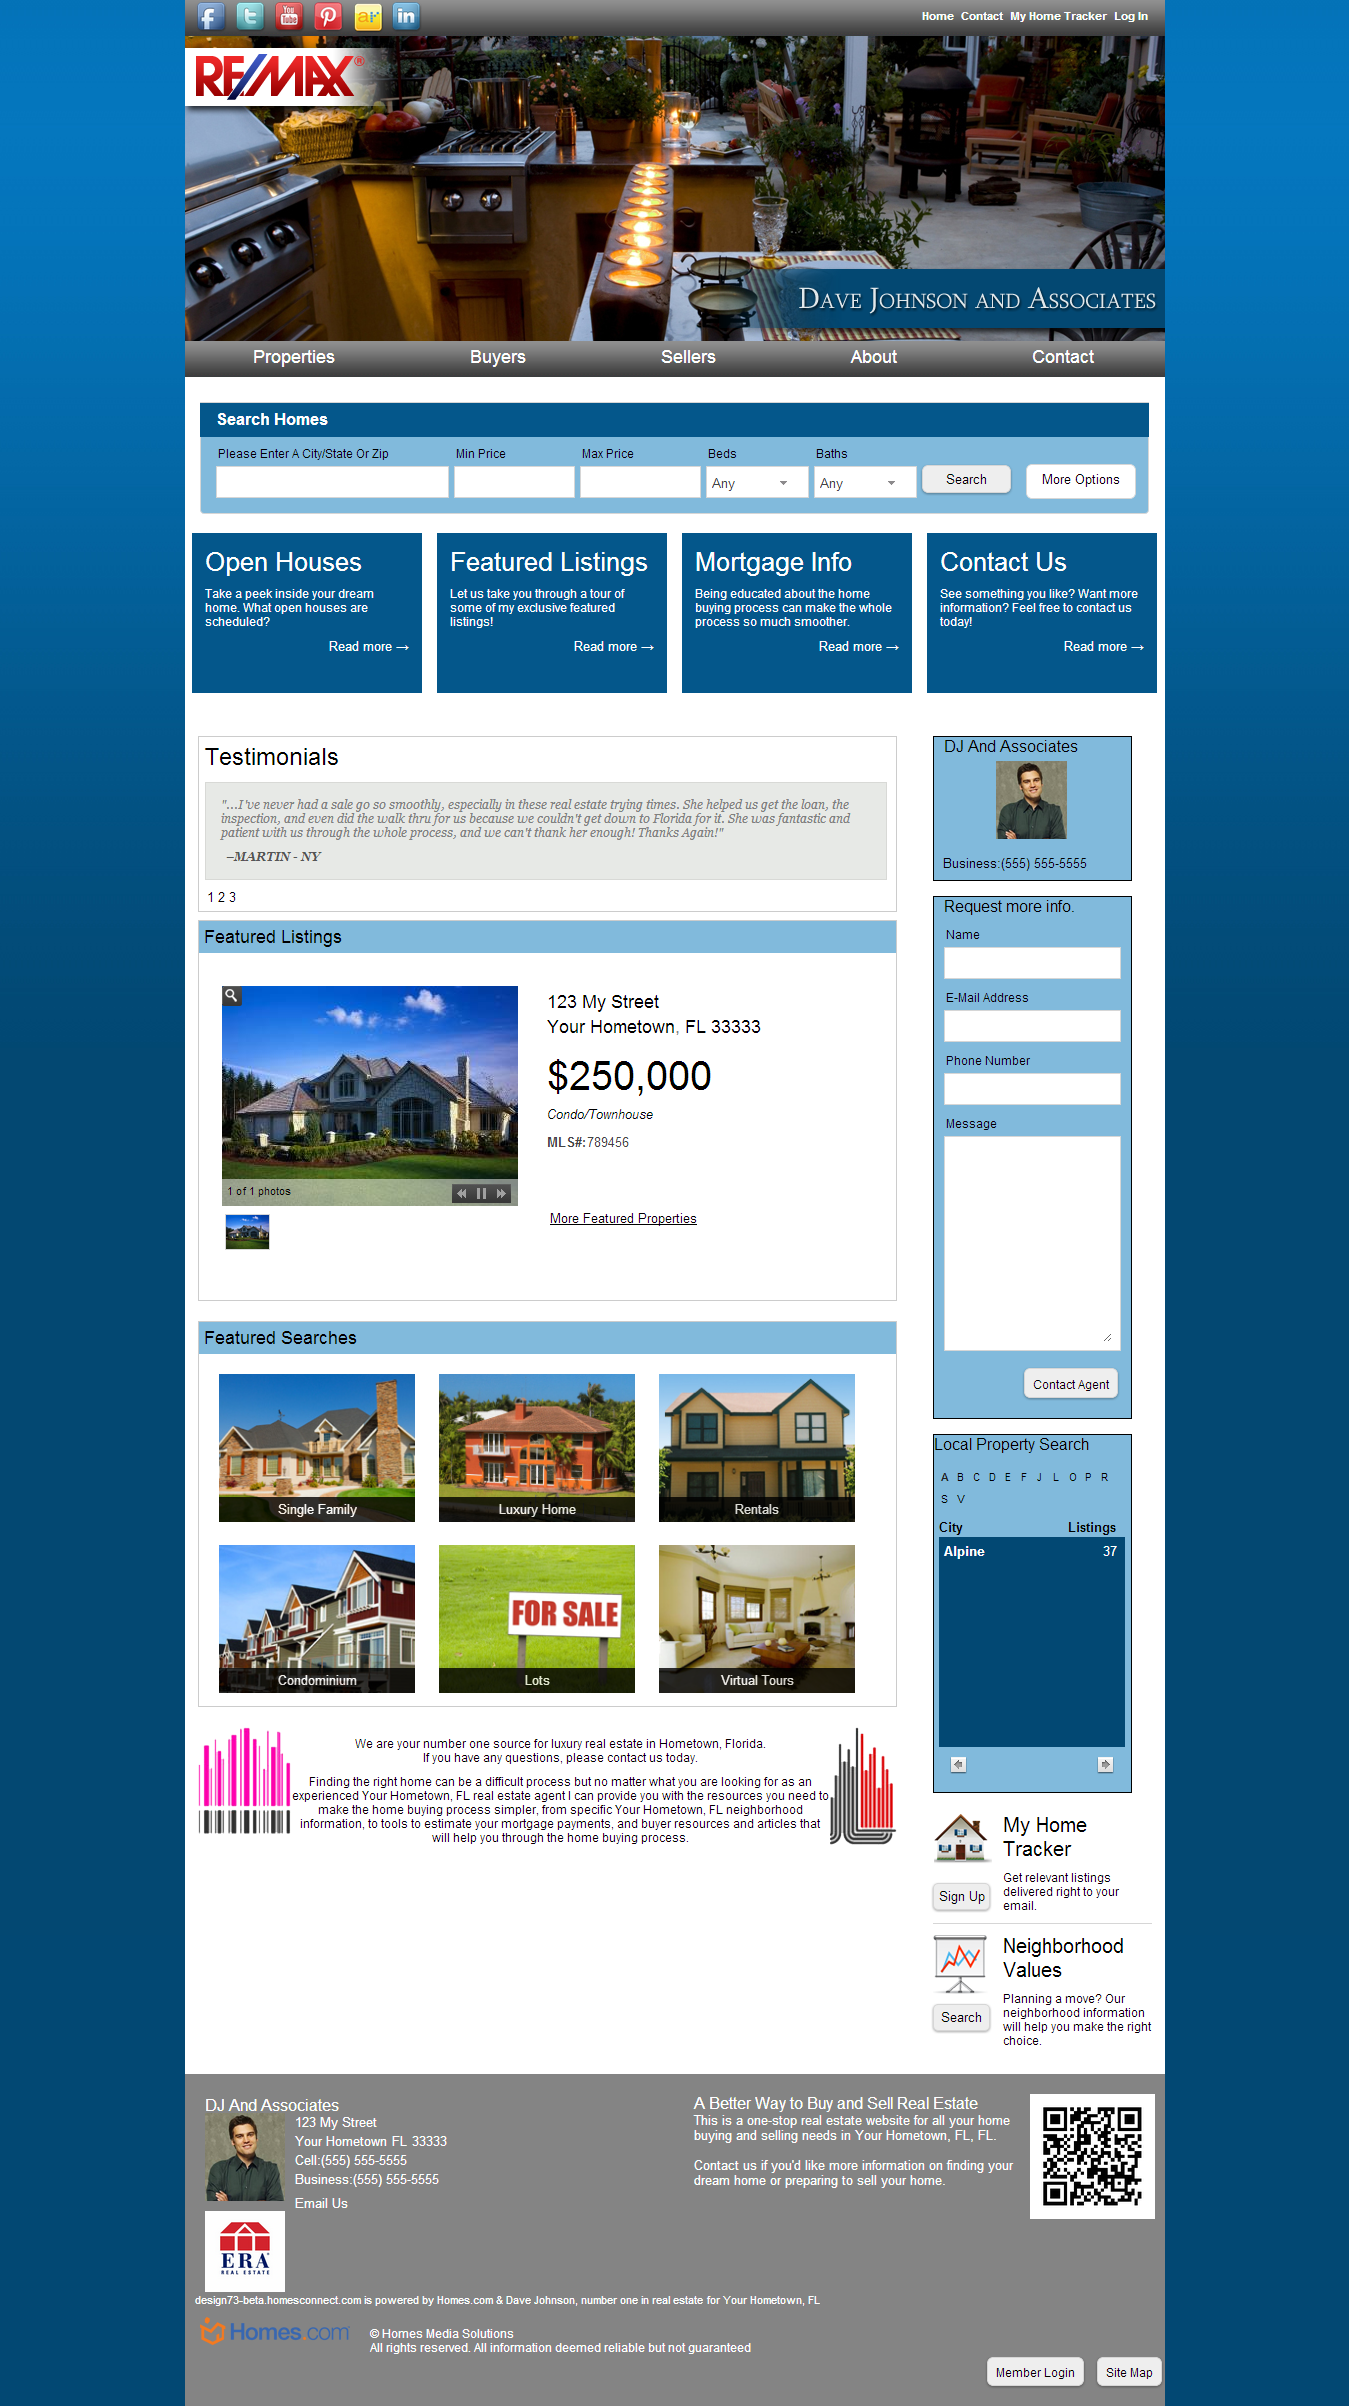 f t You Tube P ar in
Home Contact My Home Tracker Log In
RE/MAX®
Dave Johnson and Associates
Properties Buyers Sellers About Contact
Search Homes
Please Enter A City/State Or Zip Min Price Max Price Beds Baths
Any Any Search More Options
Open Houses
Take a peek inside your dream
home. What open houses are
scheduled?
Read more →
Featured Listings
Let us take you through a tour of
some of my exclusive featured
listings!
Read more →
Mortgage Info
Being educated about the home
buying process can make the whole
process so much smoother.
Read more →
Contact Us
See something you like? Want more
information? Feel free to contact us
today!
Read more →
Testimonials
"...I've never had a sale go so smoothly, especially in these real estate trying times. She helped us get the loan, the
inspection, and even did the walk thru for us because we couldn't get down to Florida for it. She was fantastic and
patient with us through the whole process, and we can't thank her enough! Thanks Again!"
–MARTIN - NY
1 2 3
Featured Listings
123 My Street
Your Hometown, FL 33333
$250,000
Condo/Townhouse
MLS#:789456
1 of 1 photos
More Featured Properties
Featured Searches
Single Family
Luxury Home
Rentals
Condominium
FOR SALE
Lots
Virtual Tours
We are your number one source for luxury real estate in Hometown, Florida.
If you have any questions, please contact us today.
Finding the right home can be a difficult process but no matter what you are looking for as an
experienced Your Hometown, FL real estate agent I can provide you with the resources you need to
make the home buying process simpler, from specific Your Hometown, FL neighborhood
information, to tools to estimate your mortgage payments, and buyer resources and articles that
will help you through the home buying process.
DJ And Associates
Business:(555) 555-5555
Request more info.
Name
E-Mail Address
Phone Number
Message
Contact Agent
Local Property Search
A B C D E F J L O P R
S V
City Listings
Alpine 37
My Home
Tracker
Get relevant listings
delivered right to your
email.
Sign Up
Neighborhood
Values
Planning a move? Our
neighborhood information
will help you make the right
choice.
Search
DJ And Associates
123 My Street
Your Hometown FL 33333
Cell:(555) 555-5555
Business:(555) 555-5555
Email Us
ERA
REAL ESTATE
A Better Way to Buy and Sell Real Estate
This is a one-stop real estate website for all your home
buying and selling needs in Your Hometown, FL, FL.
Contact us if you'd like more information on finding your
dream home or preparing to sell your home.
design73-beta.homesconnect.com is powered by Homes.com & Dave Johnson, number one in real estate for Your Hometown, FL
Homes.com
© Homes Media Solutions
All rights reserved. All information deemed reliable but not guaranteed
Member Login Site Map